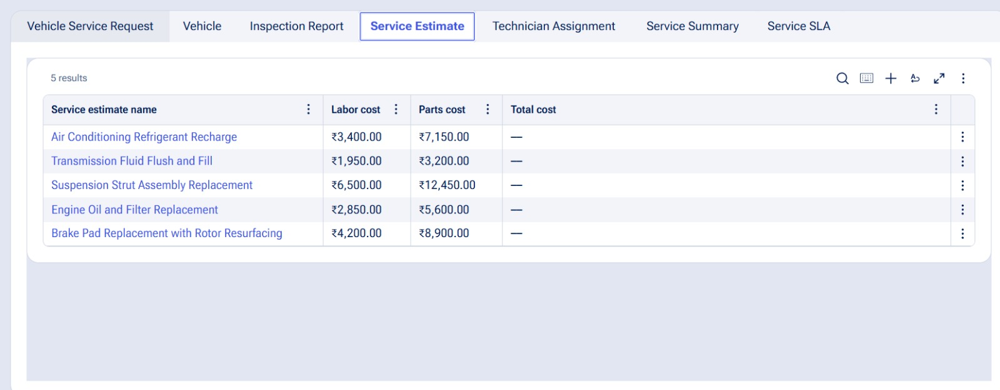 Vehicle Service Request Vehicle Inspection Report Service Estimate Technician Assignment Service Summary Service SLA
5 results
Service estimate name Labor cost Parts cost Total cost
Air Conditioning Refrigerant Recharge ₹3,400.00 ₹7,150.00 —
Transmission Fluid Flush and Fill ₹1,950.00 ₹3,200.00 —
Suspension Strut Assembly Replacement ₹6,500.00 ₹12,450.00 —
Engine Oil and Filter Replacement ₹2,850.00 ₹5,600.00 —
Brake Pad Replacement with Rotor Resurfacing ₹4,200.00 ₹8,900.00 —